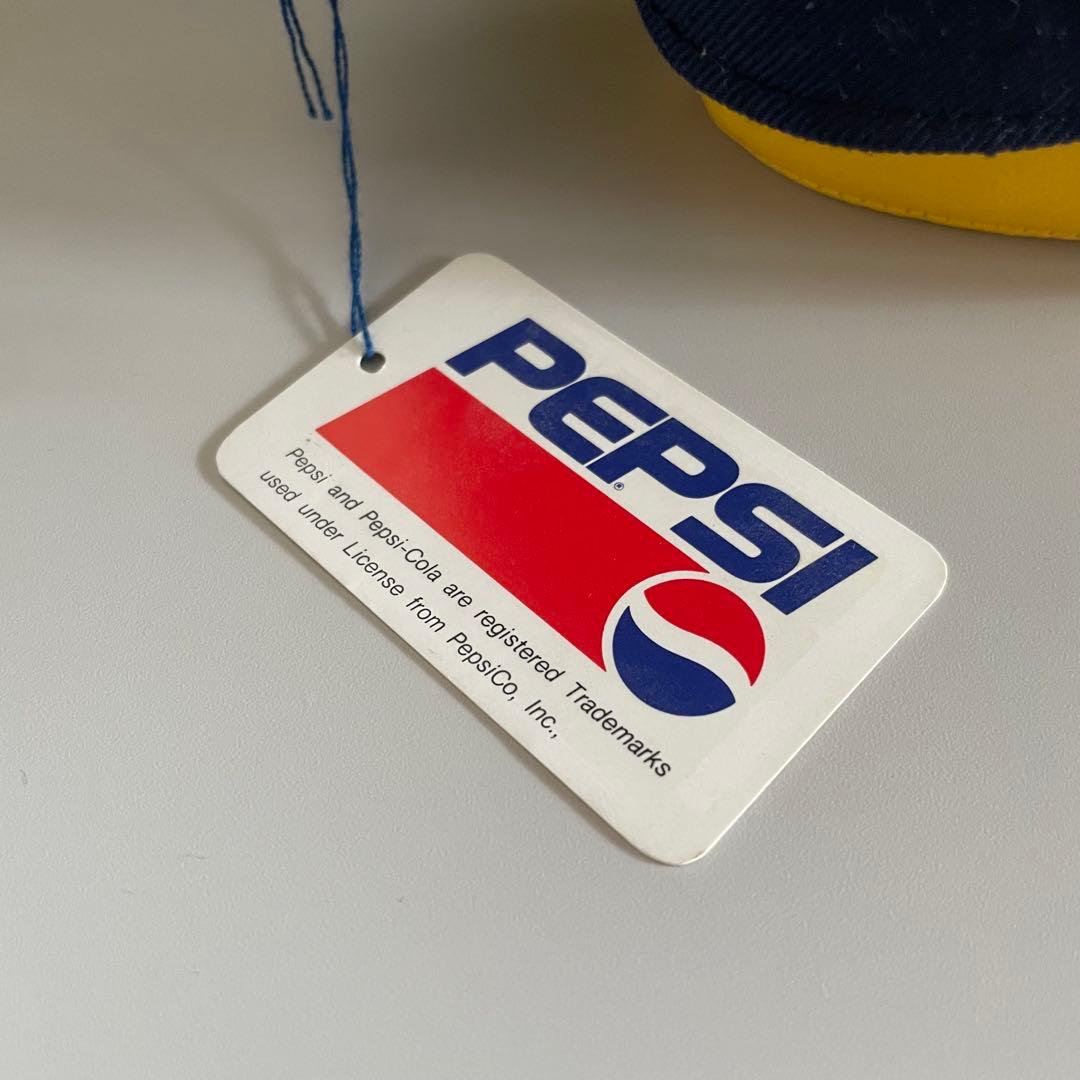 PEPSI
®
Pepsi and Pepsi-Cola are registered Trademarks
used under License from PepsiCo, Inc.,